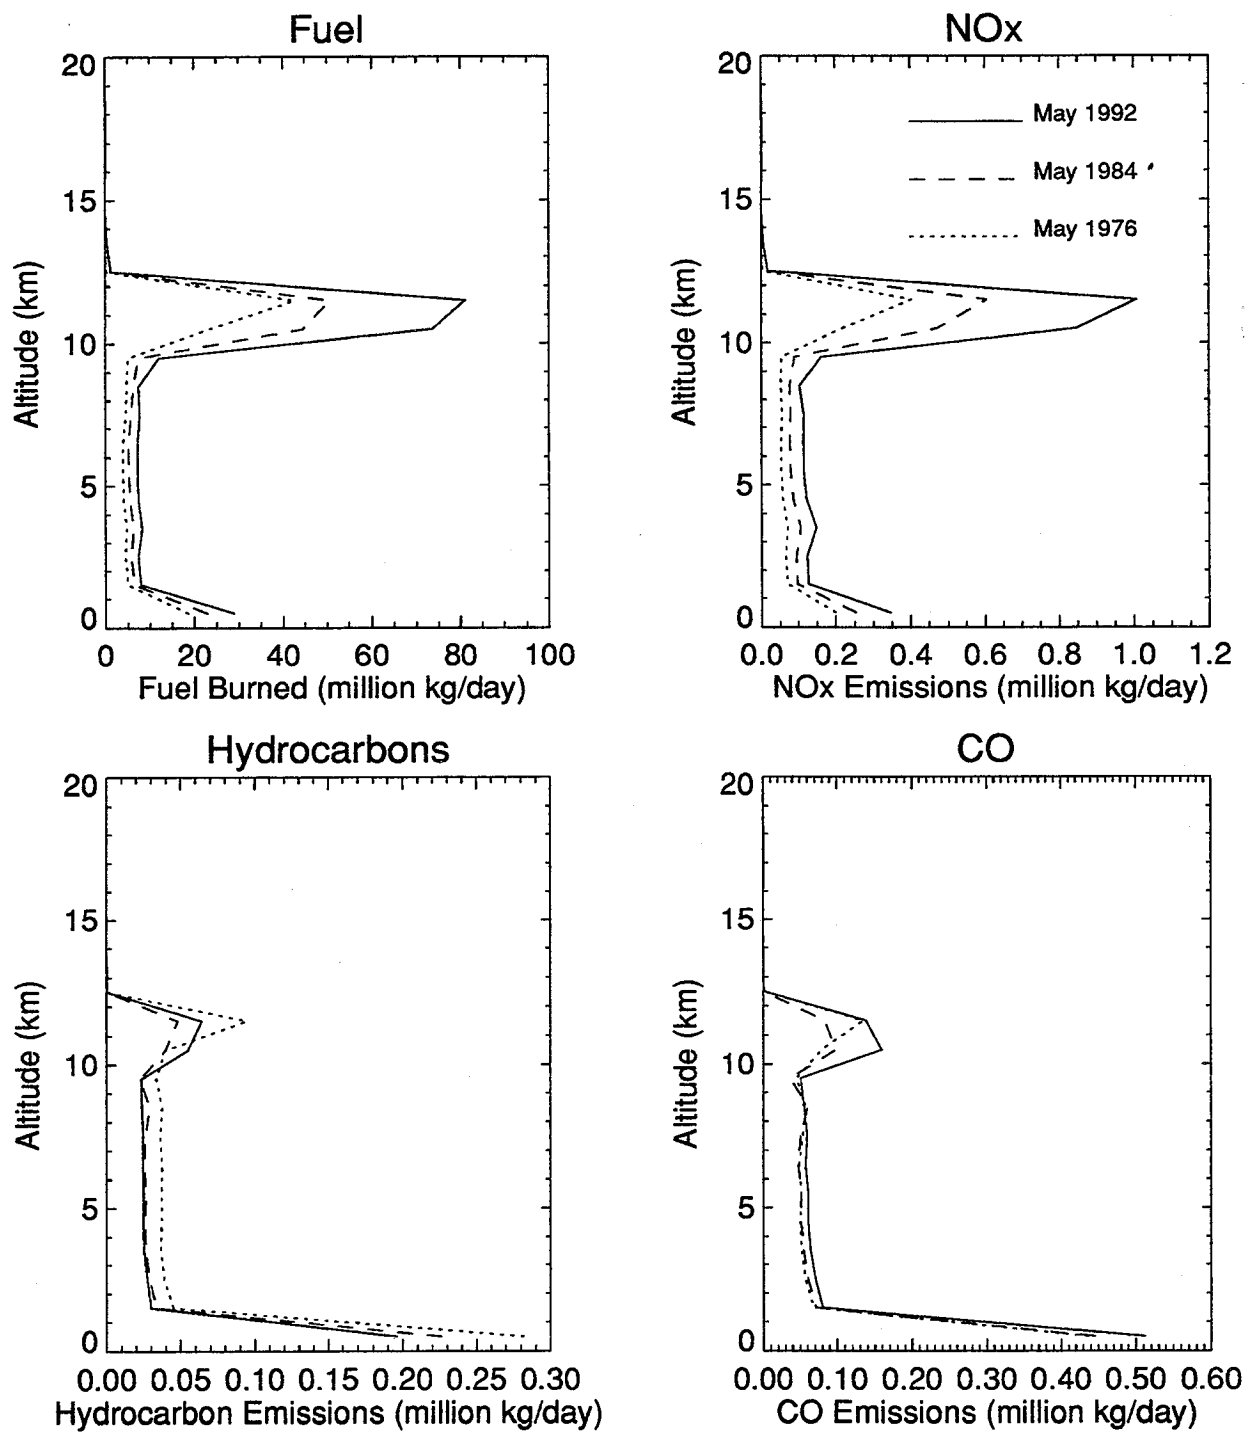 Fuel
20
15
10
5
0
Altitude (km)
0 20 40 60 80 100
Fuel Burned (million kg/day)
NOx
20
15
10
5
0
Altitude (km)
May 1992
May 1984
May 1976
0.0 0.2 0.4 0.6 0.8 1.0 1.2
NOx Emissions (million kg/day)
Hydrocarbons
20
15
10
5
0
Altitude (km)
0.00 0.05 0.10 0.15 0.20 0.25 0.30
Hydrocarbon Emissions (million kg/day)
CO
20
15
10
5
0
Altitude (km)
0.00 0.10 0.20 0.30 0.40 0.50 0.60
CO Emissions (million kg/day)